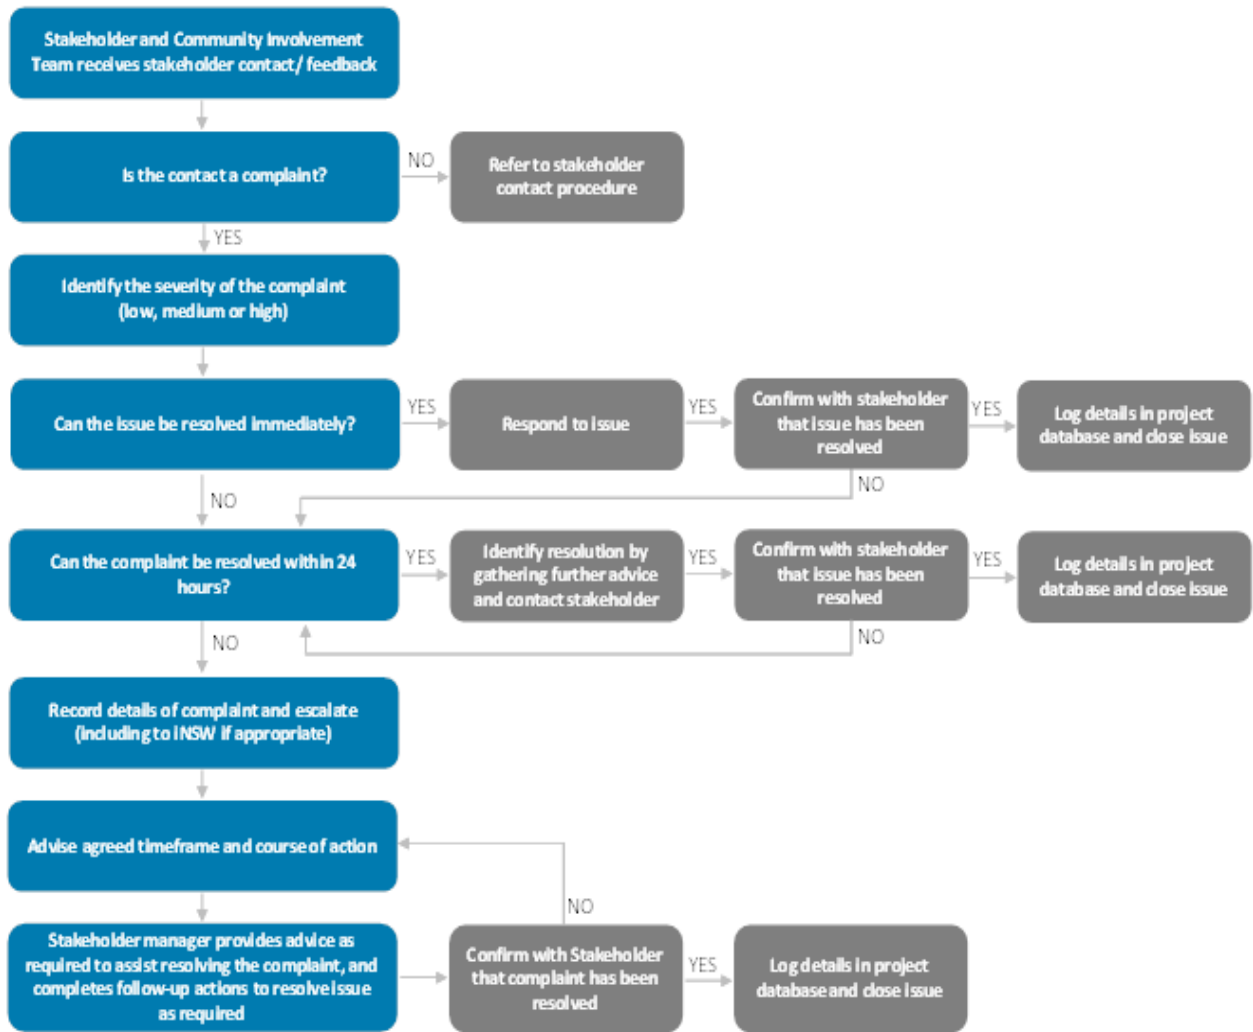 Stakeholder and Community Involvement
Team receives stakeholder contact/ feedback
Is the contact a complaint?
NO
Refer to stakeholder
contact procedure
YES
Identify the severity of the complaint
(low, medium or high)
Can the issue be resolved immediately?
YES
Respond to issue
YES
Confirm with stakeholder
that issue has been
resolved
YES
Log details in project
database and close issue
NO
NO
Can the complaint be resolved within 24
hours?
YES
Identify resolution by
gathering further advice
and contact stakeholder
YES
Confirm with stakeholder
that issue has been
resolved
YES
Log details in project
database and close issue
NO
NO
Record details of complaint and escalate
(including to iNSW if appropriate)
Advise agreed timeframe and course of action
NO
Stakeholder manager provides advice as
required to assist resolving the complaint, and
completes follow-up actions to resolve issue
as required
Confirm with Stakeholder
that complaint has been
resolved
YES
Log details in project
database and close issue